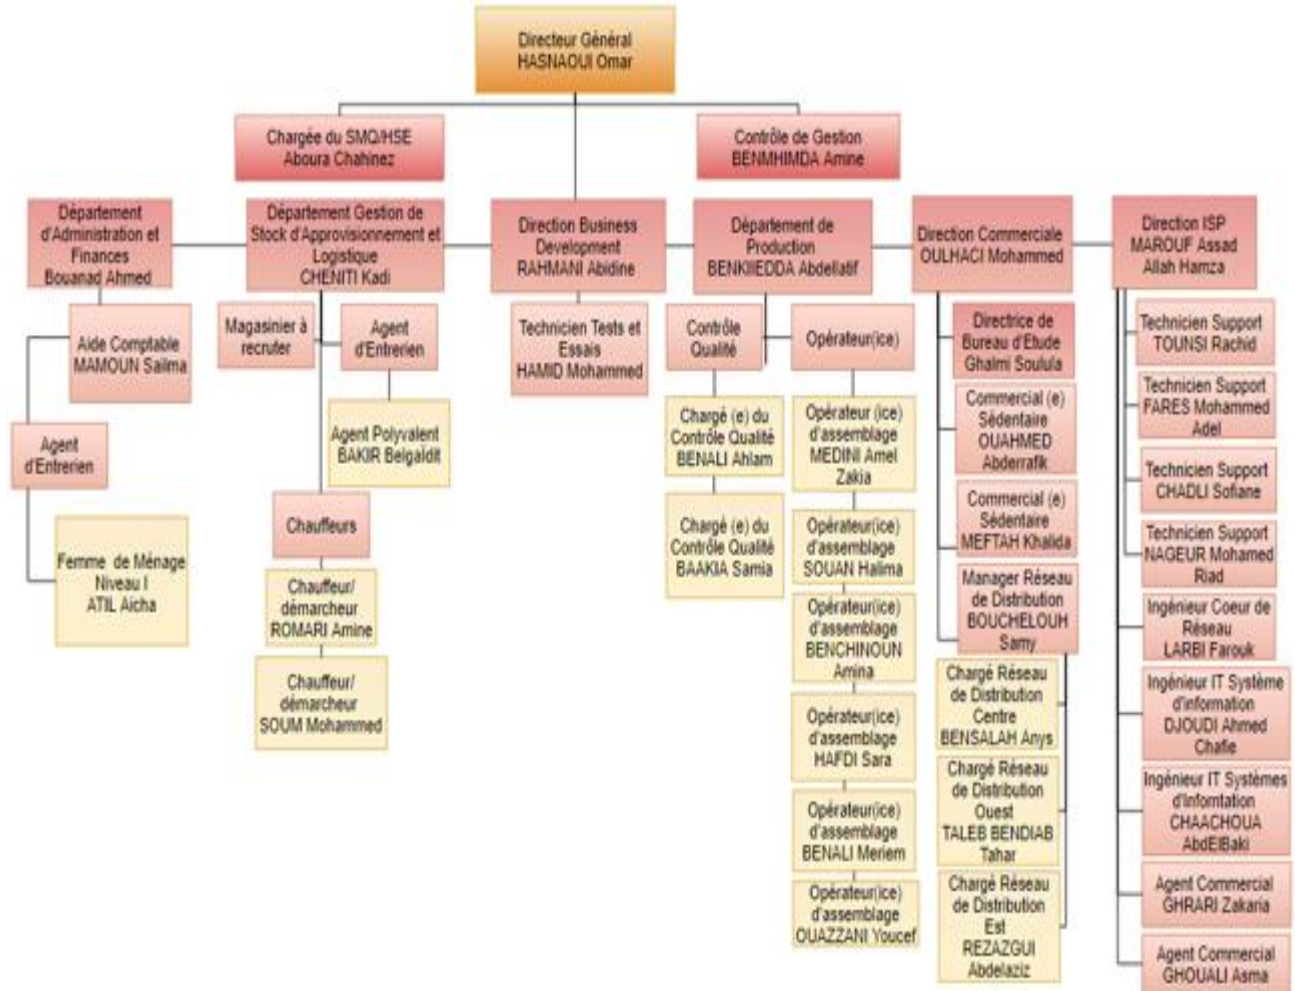 Directeur Général
HASNAOUI Omar
Chargée du SMQ/HSE
Aboura Chahinez
Contrôle de Gestion
BENMHIMDA Amine
Département
d'Administration et
Finances
Bouanad Ahmed
Département Gestion de
Stock d'Approvisionnement et
Logistique
CHENITI Kadi
Direction Business
Development
RAHMANI Abidine
Département de
Production
BENKIIEDDA Abdellatif
Direction Commerciale
OULHACI Mohammed
Direction ISP
MAROUF Assad
Allah Hamza
Aide Comptable
MAMOUN Sailma
Agent
d'Entrerien
Femme de Ménage
Niveau I
ATIL Aicha
Magasinier à
recruter
Agent
d'Entrerien
Agent Polyvalent
BAKIR Belgaïdit
Chauffeurs
Chauffeur/
démarcheur
ROMARI Amine
Chauffeur/
démarcheur
SOUM Mohammed
Technicien Tests et
Essais
HAMID Mohammed
Contrôle
Qualité
Chargé (e) du
Contrôle Qualité
BENALI Ahlam
Chargé (e) du
Contrôle Qualité
BAAKIA Samia
Opérateur(ice)
Opérateur (ice)
d'assemblage
MEDINI Amel
Zakia
Opérateur(ice)
d'assemblage
SOUAN Halima
Opérateur(ice)
d'assemblage
BENCHINOUN
Amina
Opérateur(ice)
d'assemblage
HAFDI Sara
Opérateur(ice)
d'assemblage
BENALI Meriem
Opérateur(ice)
d'assemblage
OUAZZANI Youcef
Directrice de
Bureau d'Etude
Ghalmi Soulula
Commercial (e)
Sédentaire
OUAHMED
Abderrafik
Commercial (e)
Sédentaire
MEFTAH Khalida
Manager Réseau
de Distribution
BOUCHELOUH
Samy
Chargé Réseau
de Distribution
Centre
BENSALAH Anys
Chargé Réseau
de Distribution
Ouest
TALEB BENDIAB
Tahar
Chargé Réseau
de Distribution
Est
REZAZGUI
Abdelaziz
Technicien Support
TOUNSI Rachid
Technicien Support
FARES Mohammed
Adel
Technicien Support
CHADLI Sofiane
Technicien Support
NAGEUR Mohamed
Riad
Ingénieur Coeur de
Réseau
LARBI Farouk
Ingénieur IT Système
d'information
DJOUDI Ahmed
Chafie
Ingénieur IT Systèmes
d'Infomtation
CHAACHOUA
AbdElBaki
Agent Commercial
GHRARI Zakaria
Agent Commercial
GHOUALI Asma